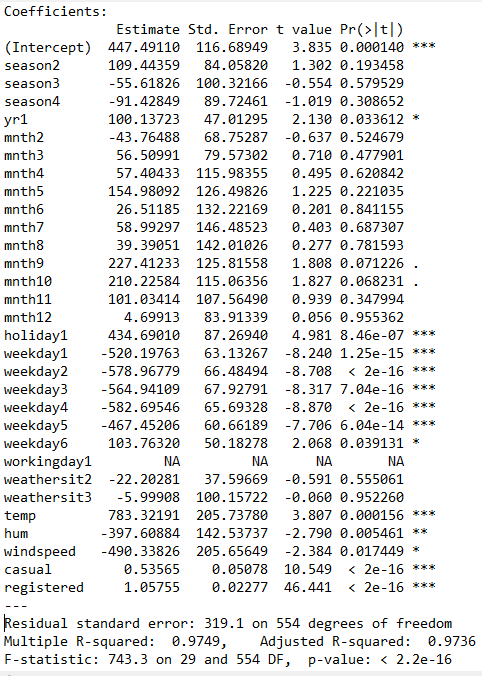 Coefficients:
Estimate Std. Error t value Pr(>|t|)
(Intercept) 447.49110 116.68949 3.835 0.000140 ***
season2 109.44359 84.05820 1.302 0.193458
season3 -55.61826 100.32166 -0.554 0.579529
season4 -91.42849 89.72461 -1.019 0.308652
yr1 100.13723 47.01295 2.130 0.033612 *
mnth2 -43.76488 68.75287 -0.637 0.524679
mnth3 56.50991 79.57302 0.710 0.477901
mnth4 57.40433 115.98355 0.495 0.620842
mnth5 154.98092 126.49826 1.225 0.221035
mnth6 26.51185 132.22169 0.201 0.841155
mnth7 58.99297 146.48523 0.403 0.687307
mnth8 39.39051 142.01026 0.277 0.781593
mnth9 227.41233 125.81558 1.808 0.071226 .
mnth10 210.22584 115.06356 1.827 0.068231 .
mnth11 101.03414 107.56490 0.939 0.347994
mnth12 4.69913 83.91339 0.056 0.955362
holiday1 434.69010 87.26940 4.981 8.46e-07 ***
weekday1 -520.19763 63.13267 -8.240 1.25e-15 ***
weekday2 -578.96779 66.48494 -8.708 < 2e-16 ***
weekday3 -564.94109 67.92791 -8.317 7.04e-16 ***
weekday4 -582.69546 65.69328 -8.870 < 2e-16 ***
weekday5 -467.45206 60.66189 -7.706 6.04e-14 ***
weekday6 103.76320 50.18278 2.068 0.039131 *
workingday1 NA NA NA NA
weathersit2 -22.20281 37.59669 -0.591 0.555061
weathersit3 -5.99908 100.15722 -0.060 0.952260
temp 783.32191 205.73780 3.807 0.000156 ***
hum -397.60884 142.53737 -2.790 0.005461 **
windspeed -490.33826 205.65649 -2.384 0.017449 *
casual 0.53565 0.05078 10.549 < 2e-16 ***
registered 1.05755 0.02277 46.441 < 2e-16 ***
---
Residual standard error: 319.1 on 554 degrees of freedom
Multiple R-squared: 0.9749, Adjusted R-squared: 0.9736
F-statistic: 743.3 on 29 and 554 DF, p-value: < 2.2e-16